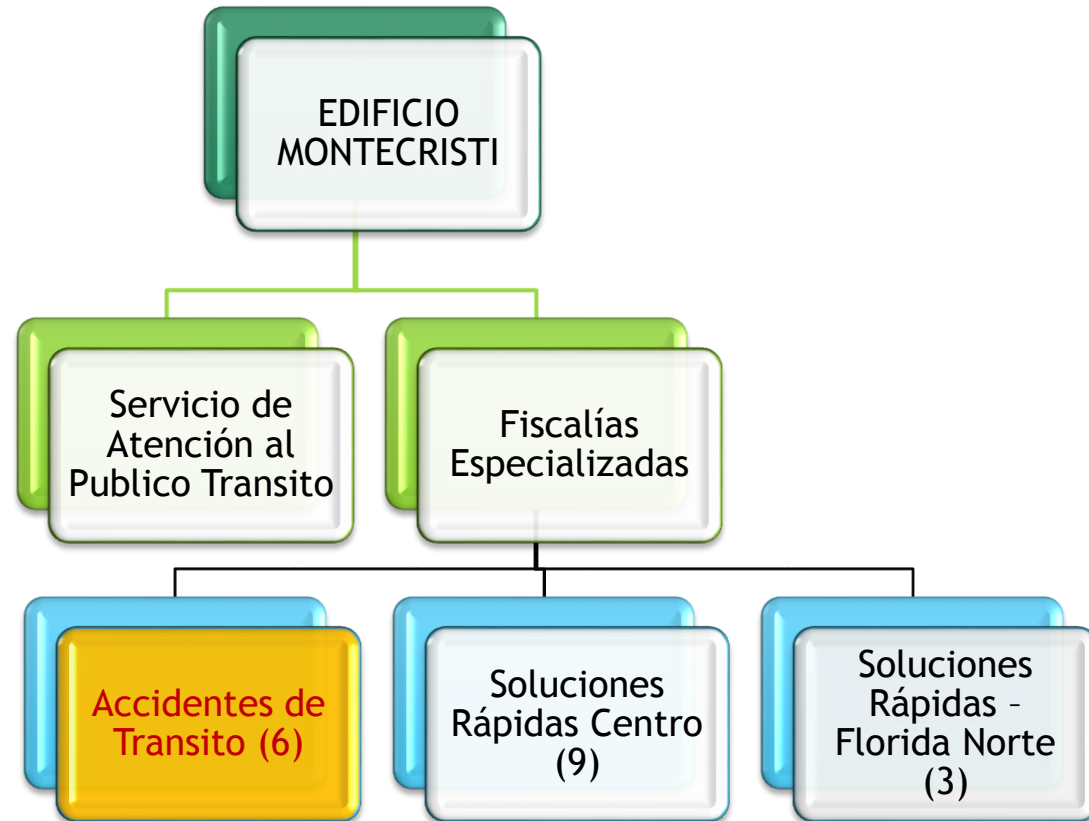 EDIFICIO
MONTECRISTI
Servicio de
Atención al
Publico Transito
Fiscalías
Especializadas
Accidentes de
Transito (6)
Soluciones
Rápidas Centro
(9)
Soluciones
Rápidas –
Florida Norte
(3)